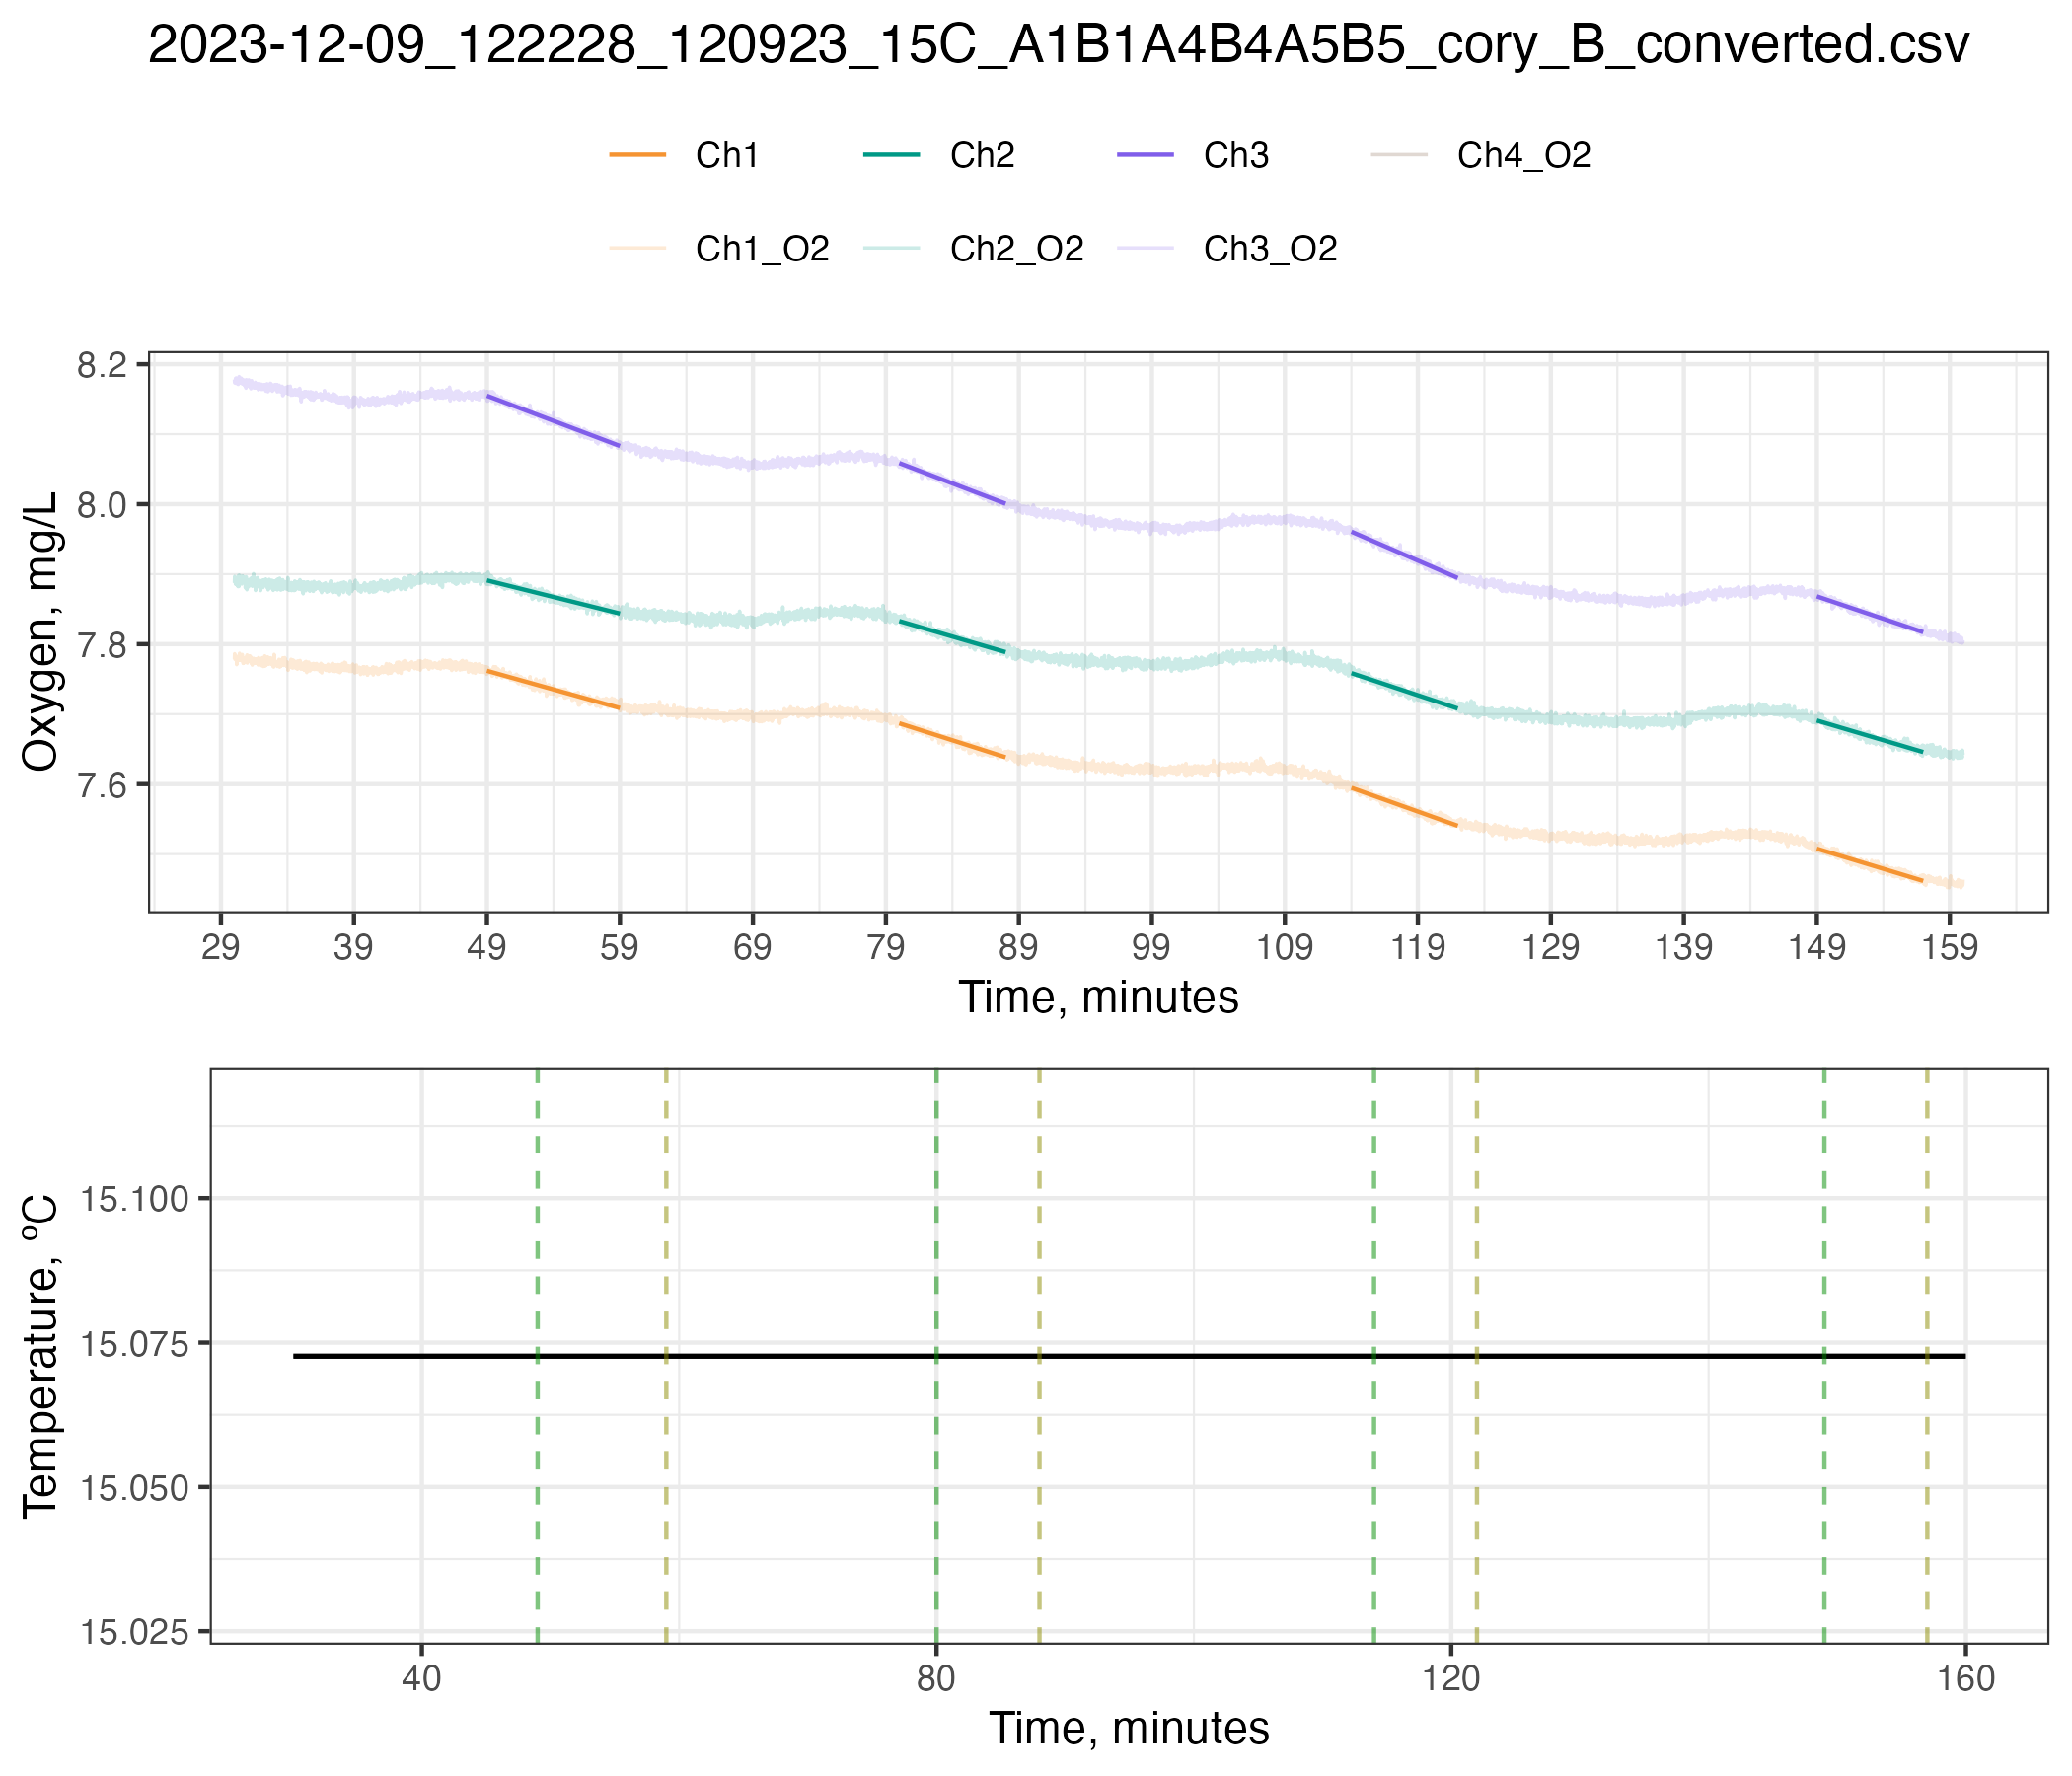 2023-12-09_122228_120923_15C_A1B1A4B4A5B5_cory_B_converted.csv
Ch1 Ch2 Ch3 Ch4_O2
Ch1_O2 Ch2_O2 Ch3_O2
Oxygen, mg/L
8.2
8.0
7.8
7.6
29 39 49 59 69 79 89 99 109 119 129 139 149 159
Time, minutes
Temperature, ºC
15.100
15.075
15.050
15.025
40 80 120 160
Time, minutes